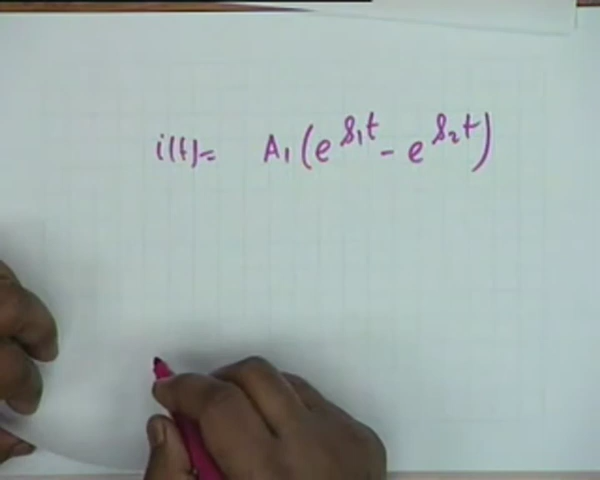 i(t)= A₁(e^{s₁t} - e^{s₂t})